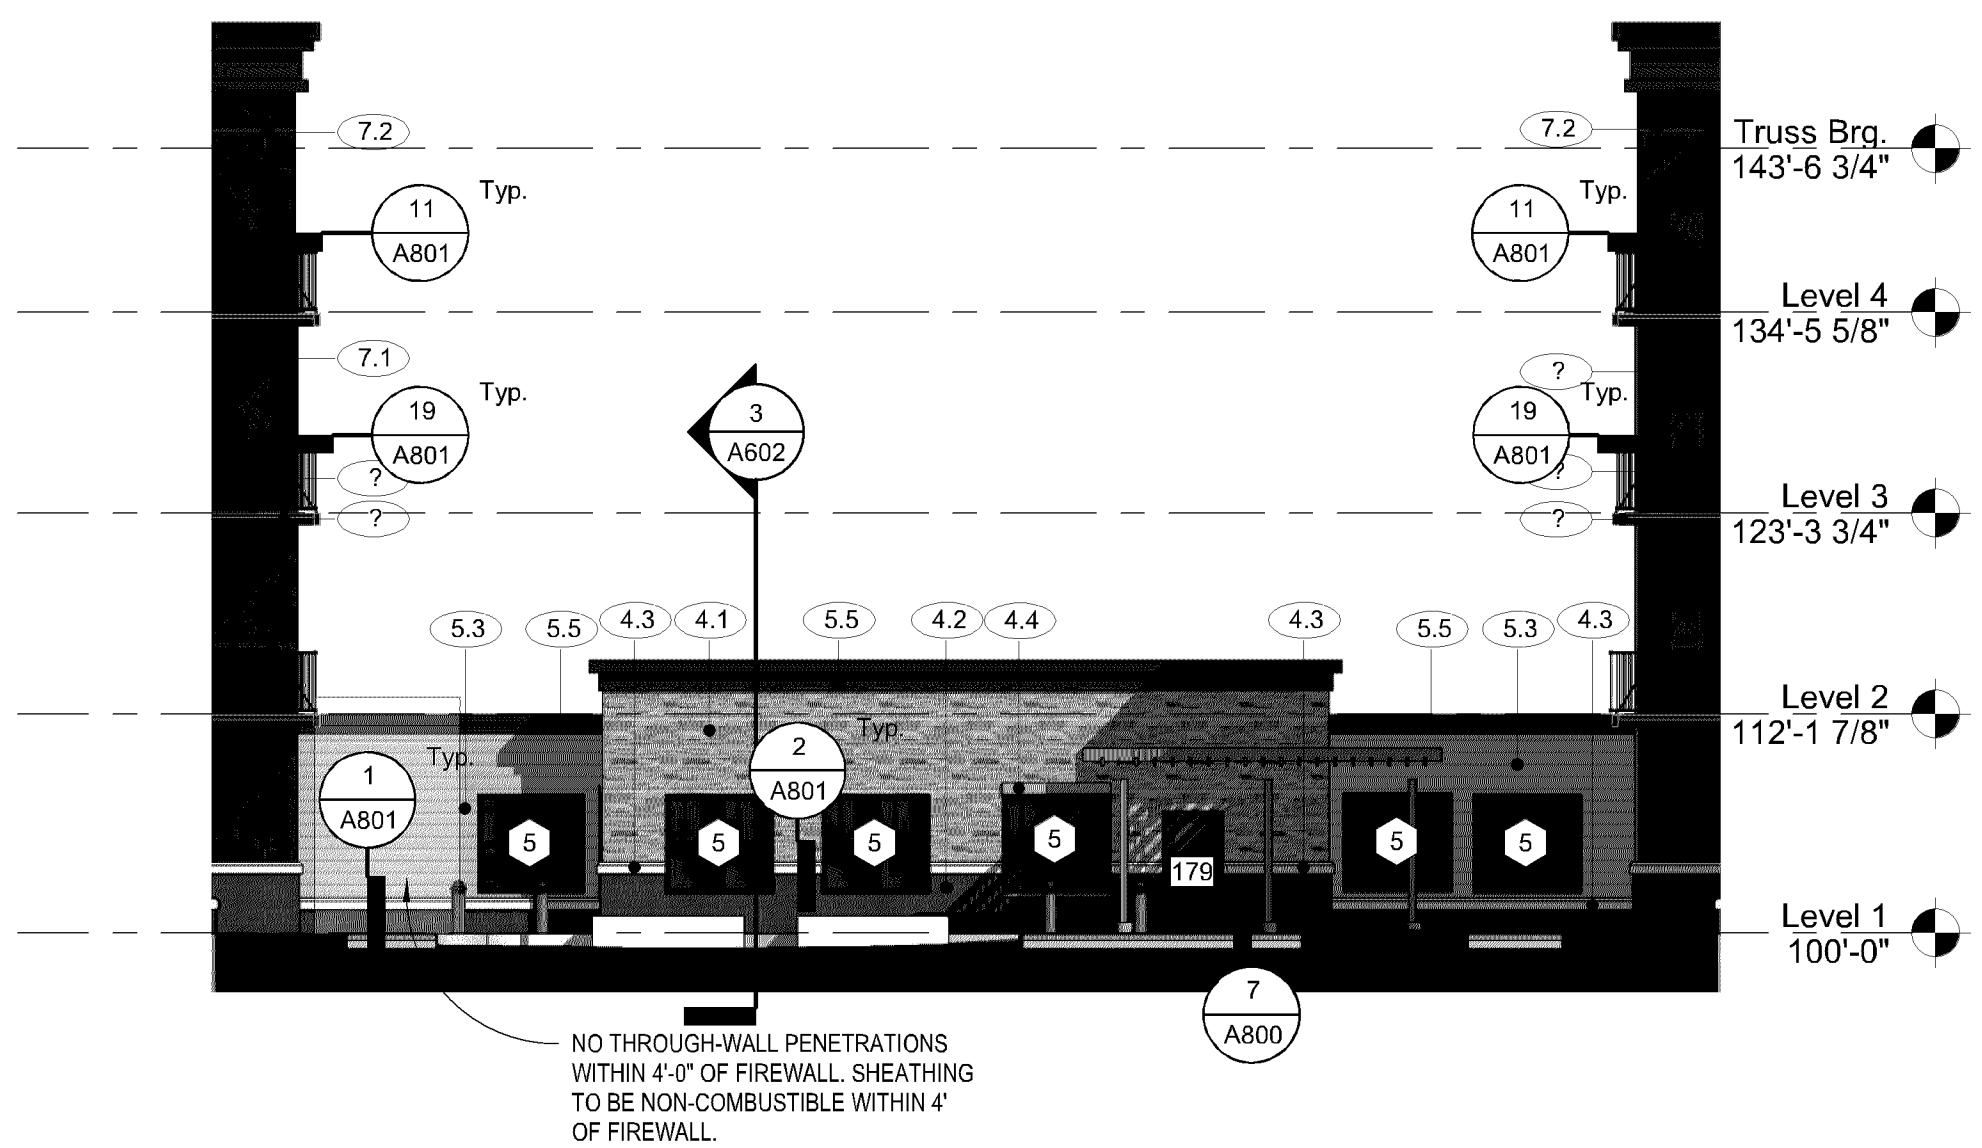 7.2
7.2
Truss Brg.
143'-6 3/4"
Typ.
11
A801
Typ.
11
A801
Level 4
134'-5 5/8"
7.1
?
Typ.
19
A801
?
?
3
A602
Typ.
19
A801
?
?
Level 3
123'-3 3/4"
5.3
5.5
4.3
4.1
5.5
4.2
4.4
4.3
5.5
5.3
4.3
Level 2
112'-1 7/8"
Typ.
1
A801
Typ.
2
A801
5
5
5
5
5
5
179
Level 1
100'-0"
7
A800
NO THROUGH-WALL PENETRATIONS
WITHIN 4'-0" OF FIREWALL. SHEATHING
TO BE NON-COMBUSTIBLE WITHIN 4'
OF FIREWALL.